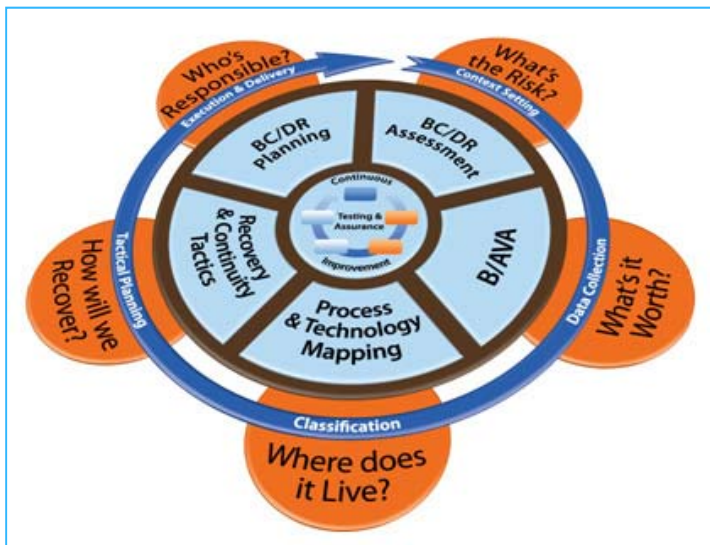 Who's
Responsible?
Execution & Delivery
What's
the Risk?
Context Setting
BC/DR
Planning
BC/DR
Assessment
Continuous
Testing &
Assurance
Improvement
Recovery
& Continuity
Tactics
B/AVA
Process
& Technology
Mapping
Tactical Planning
How will we
Recover?
Data Collection
What's it
Worth?
Classification
Where does
it Live?